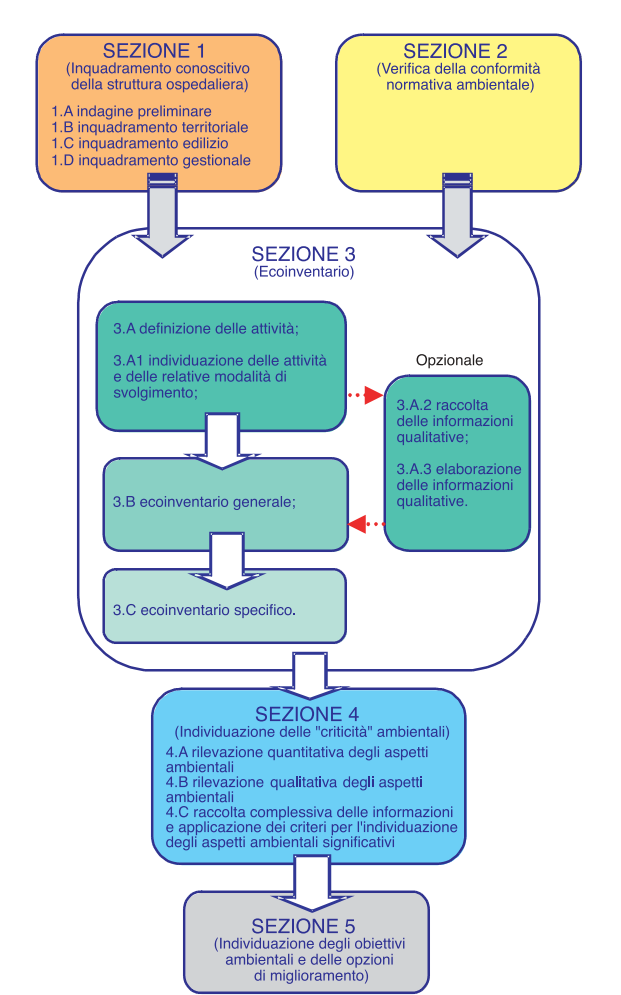 SEZIONE 1
(Inquadramento conoscitivo
della struttura ospedaliera)
1.A indagine preliminare
1.B inquadramento territoriale
1.C inquadramento edilizio
1.D inquadramento gestionale
SEZIONE 2
(Verifica della conformità
normativa ambientale)
SEZIONE 3
(Ecoinventario)
3.A definizione delle attività;
3.A1 individuazione delle attività
e delle relative modalità di
svolgimento;
Opzionale
3.A.2 raccolta
delle informazioni
qualitative;
3.A.3 elaborazione
delle informazioni
qualitative.
3.B ecoinventario generale;
3.C ecoinventario specifico.
SEZIONE 4
(Individuazione delle "criticità" ambientali)
4.A rilevazione quantitativa degli aspetti
ambientali
4.B rilevazione qualitativa degli aspetti
ambientali
4.C raccolta complessiva delle informazioni
e applicazione dei criteri per l'individuazione
degli aspetti ambientali significativi
SEZIONE 5
(Individuazione degli obiettivi
ambientali e delle opzioni
di miglioramento)